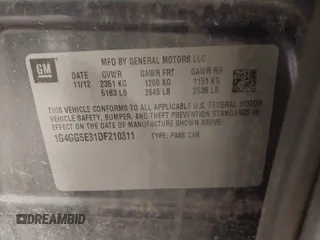 GM
MFD BY GENERAL MOTORS LLC
DATE GVWR GAWR FRT GAWR RR
11/12 2351 KG 1200 KG 1151 KG
5183 LB 2645 LB 2538 LB
THIS VEHICLE CONFORMS TO ALL APPLICABLE U.S. FEDERAL MOTOR
VEHICLE SAFETY, BUMPER, AND THEFT PREVENTION STANDARDS
IN EFFECT ON THE DATE OF MANUFACTURE SHOWN ABOVE.
1G4GG5E31DF210311 TYPE: PASS CAR
DREAMBID